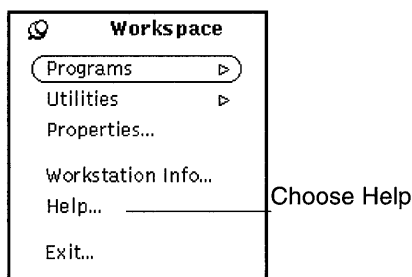 Workspace
Programs
Utilities
Properties...
Workstation Info...
Help...
Choose Help
Exit...